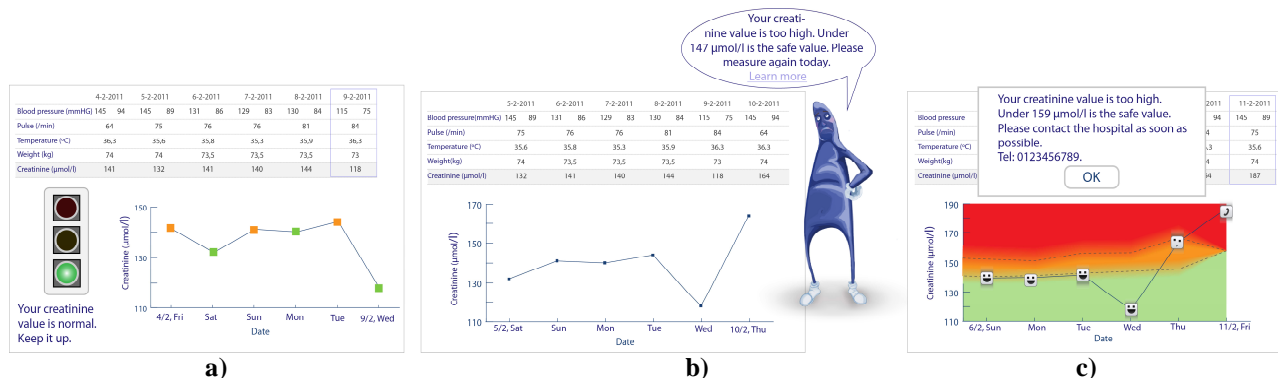 4-2-2011 5-2-2011 6-2-2011 7-2-2011 8-2-2011 9-2-2011
Blood pressure (mmHG) 145 94 145 89 131 86 129 83 130 84 115 75
Pulse (/min) 64 75 76 76 81 84
Temperature (ºC) 36,3 35,6 35,8 35,3 35,9 36,3
Weight (kg) 74 74 73,5 73,5 73,5 73
Creatinine (µmol/l) 141 132 141 140 144 118
Your creatinine
value is normal.
Keep it up.
Creatinine (µmol/l)
150
130
110
4/2, Fri Sat Sun Mon Tue 9/2, Wed
Date
a)
Your creati-
nine value is too high. Under
147 µmol/l is the safe value. Please
measure again today.
Learn more
5-2-2011 6-2-2011 7-2-2011 8-2-2011 9-2-2011 10-2-2011
Blood pressure(mmHG) 145 89 131 86 129 83 130 84 115 75 145 94
Pulse (/min) 75 76 76 81 84 64
Temperature (ºC) 35.6 35.8 35.3 35.9 36.3 36.3
Weight(kg) 74 73,5 73,5 73,5 73 74
Creatinine (µmol/l) 132 141 140 144 118 164
Creatinine (µmol/l)
170
150
130
110
5/2, Sat Sun Mon Tue Wed 10/2, Thu
Date
b)
Your creatinine value is too high.
Under 159 µmol/l is the safe value.
Please contact the hospital as soon as
possible.
Tel: 0123456789.
OK
2011 11-2-2011
Blood pressure 94 145 89
Pulse (/min) 4 75
Temperature (ºC) .3 35.6
Weight(kg) 4 74
Creatinine (µmol/l) 187
Creatinine (µmol/l)
190
170
150
130
110
6/2, Sun Mon Tue Wed Thu 11/2, Fri
Date
c)